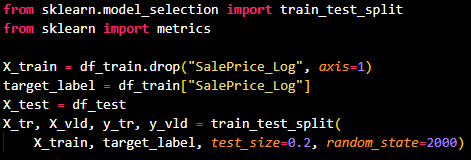 from sklearn.model_selection import train_test_split
from sklearn import metrics
X_train = df_train.drop("SalePrice_Log", axis=1)
target_label = df_train["SalePrice_Log"]
X_test = df_test
X_tr, X_vld, y_tr, y_vld = train_test_split(
    X_train, target_label, test_size=0.2, random_state=2000)